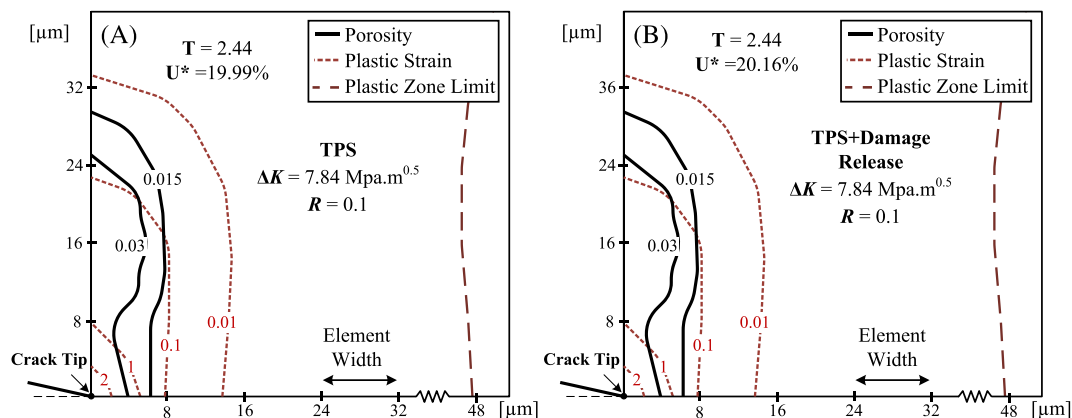 [µm]
(A)
T = 2.44
U* =19.99%
Porosity
Plastic Strain
Plastic Zone Limit
32
24
16
8
0.015
0.03
0.01
0.1
1
2
TPS
ΔK = 7.84 Mpa.m0.5
R = 0.1
Element
Width
Crack Tip
8
16
24
32
48
[µm]
[µm]
(B)
T = 2.44
U* =20.16%
Porosity
Plastic Strain
Plastic Zone Limit
36
24
16
8
0.015
0.03
0.01
0.1
1
2
TPS+Damage
Release
ΔK = 7.84 Mpa.m0.5
R = 0.1
Element
Width
Crack Tip
8
16
24
32
48
[µm]